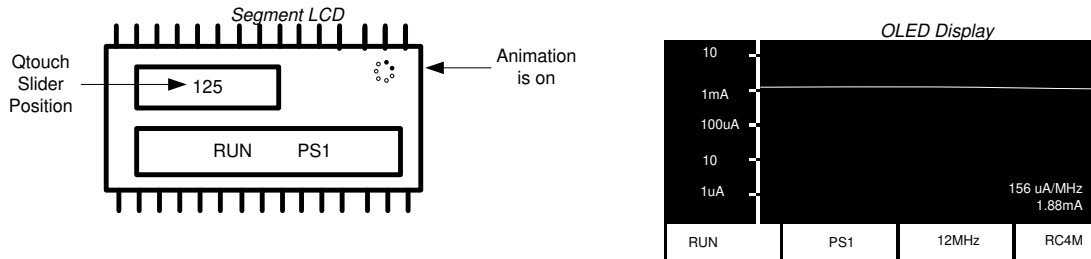 Segment LCD
Qtouch
Slider
Position
125
Animation
is on
RUN PS1
OLED Display
10
1mA
100uA
10
1uA
156 uA/MHz
1.88mA
RUN PS1 12MHz RC4M